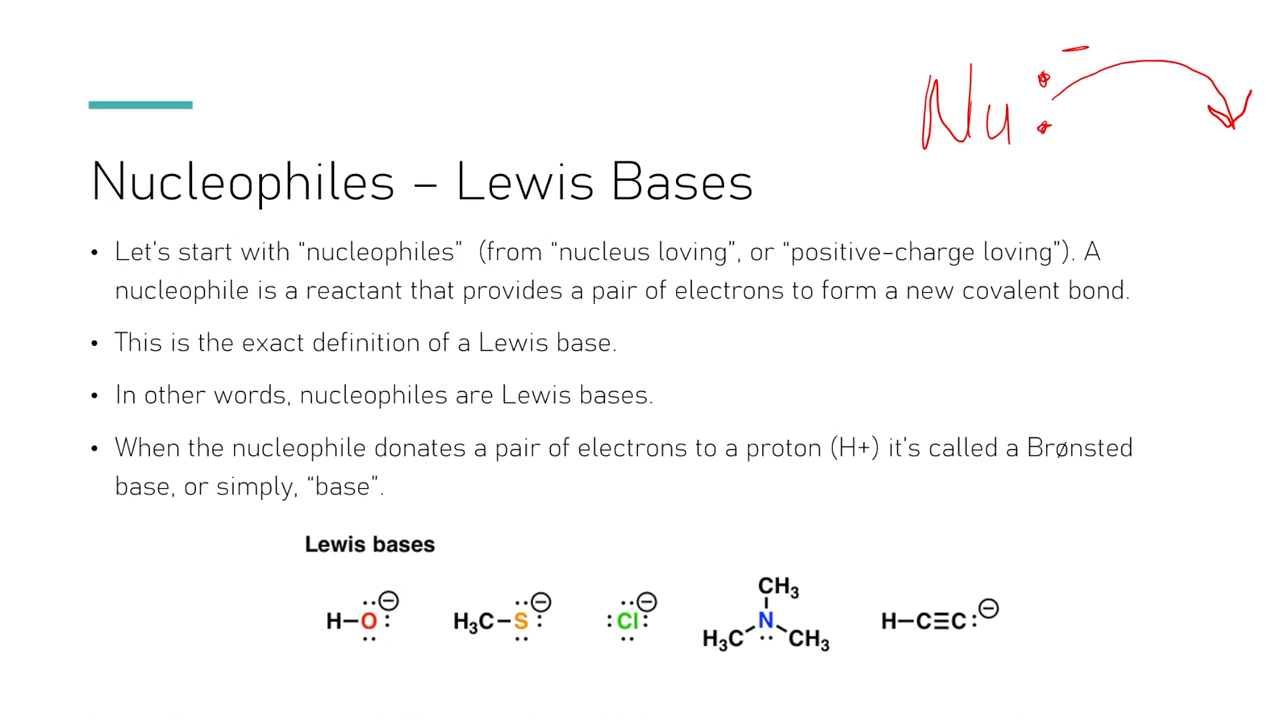 Nu:⁻
Nucleophiles – Lewis Bases
• Let's start with “nucleophiles”  (from “nucleus loving”, or “positive-charge loving”). A
nucleophile is a reactant that provides a pair of electrons to form a new covalent bond.
• This is the exact definition of a Lewis base.
• In other words, nucleophiles are Lewis bases.
• When the nucleophile donates a pair of electrons to a proton (H+) it's called a Brønsted
base, or simply, “base”.
Lewis bases
CH₃
H–O:⊖ H₃C–S:⊖ :Cl:⊖ N H–C≡C:⊖
H₃C CH₃